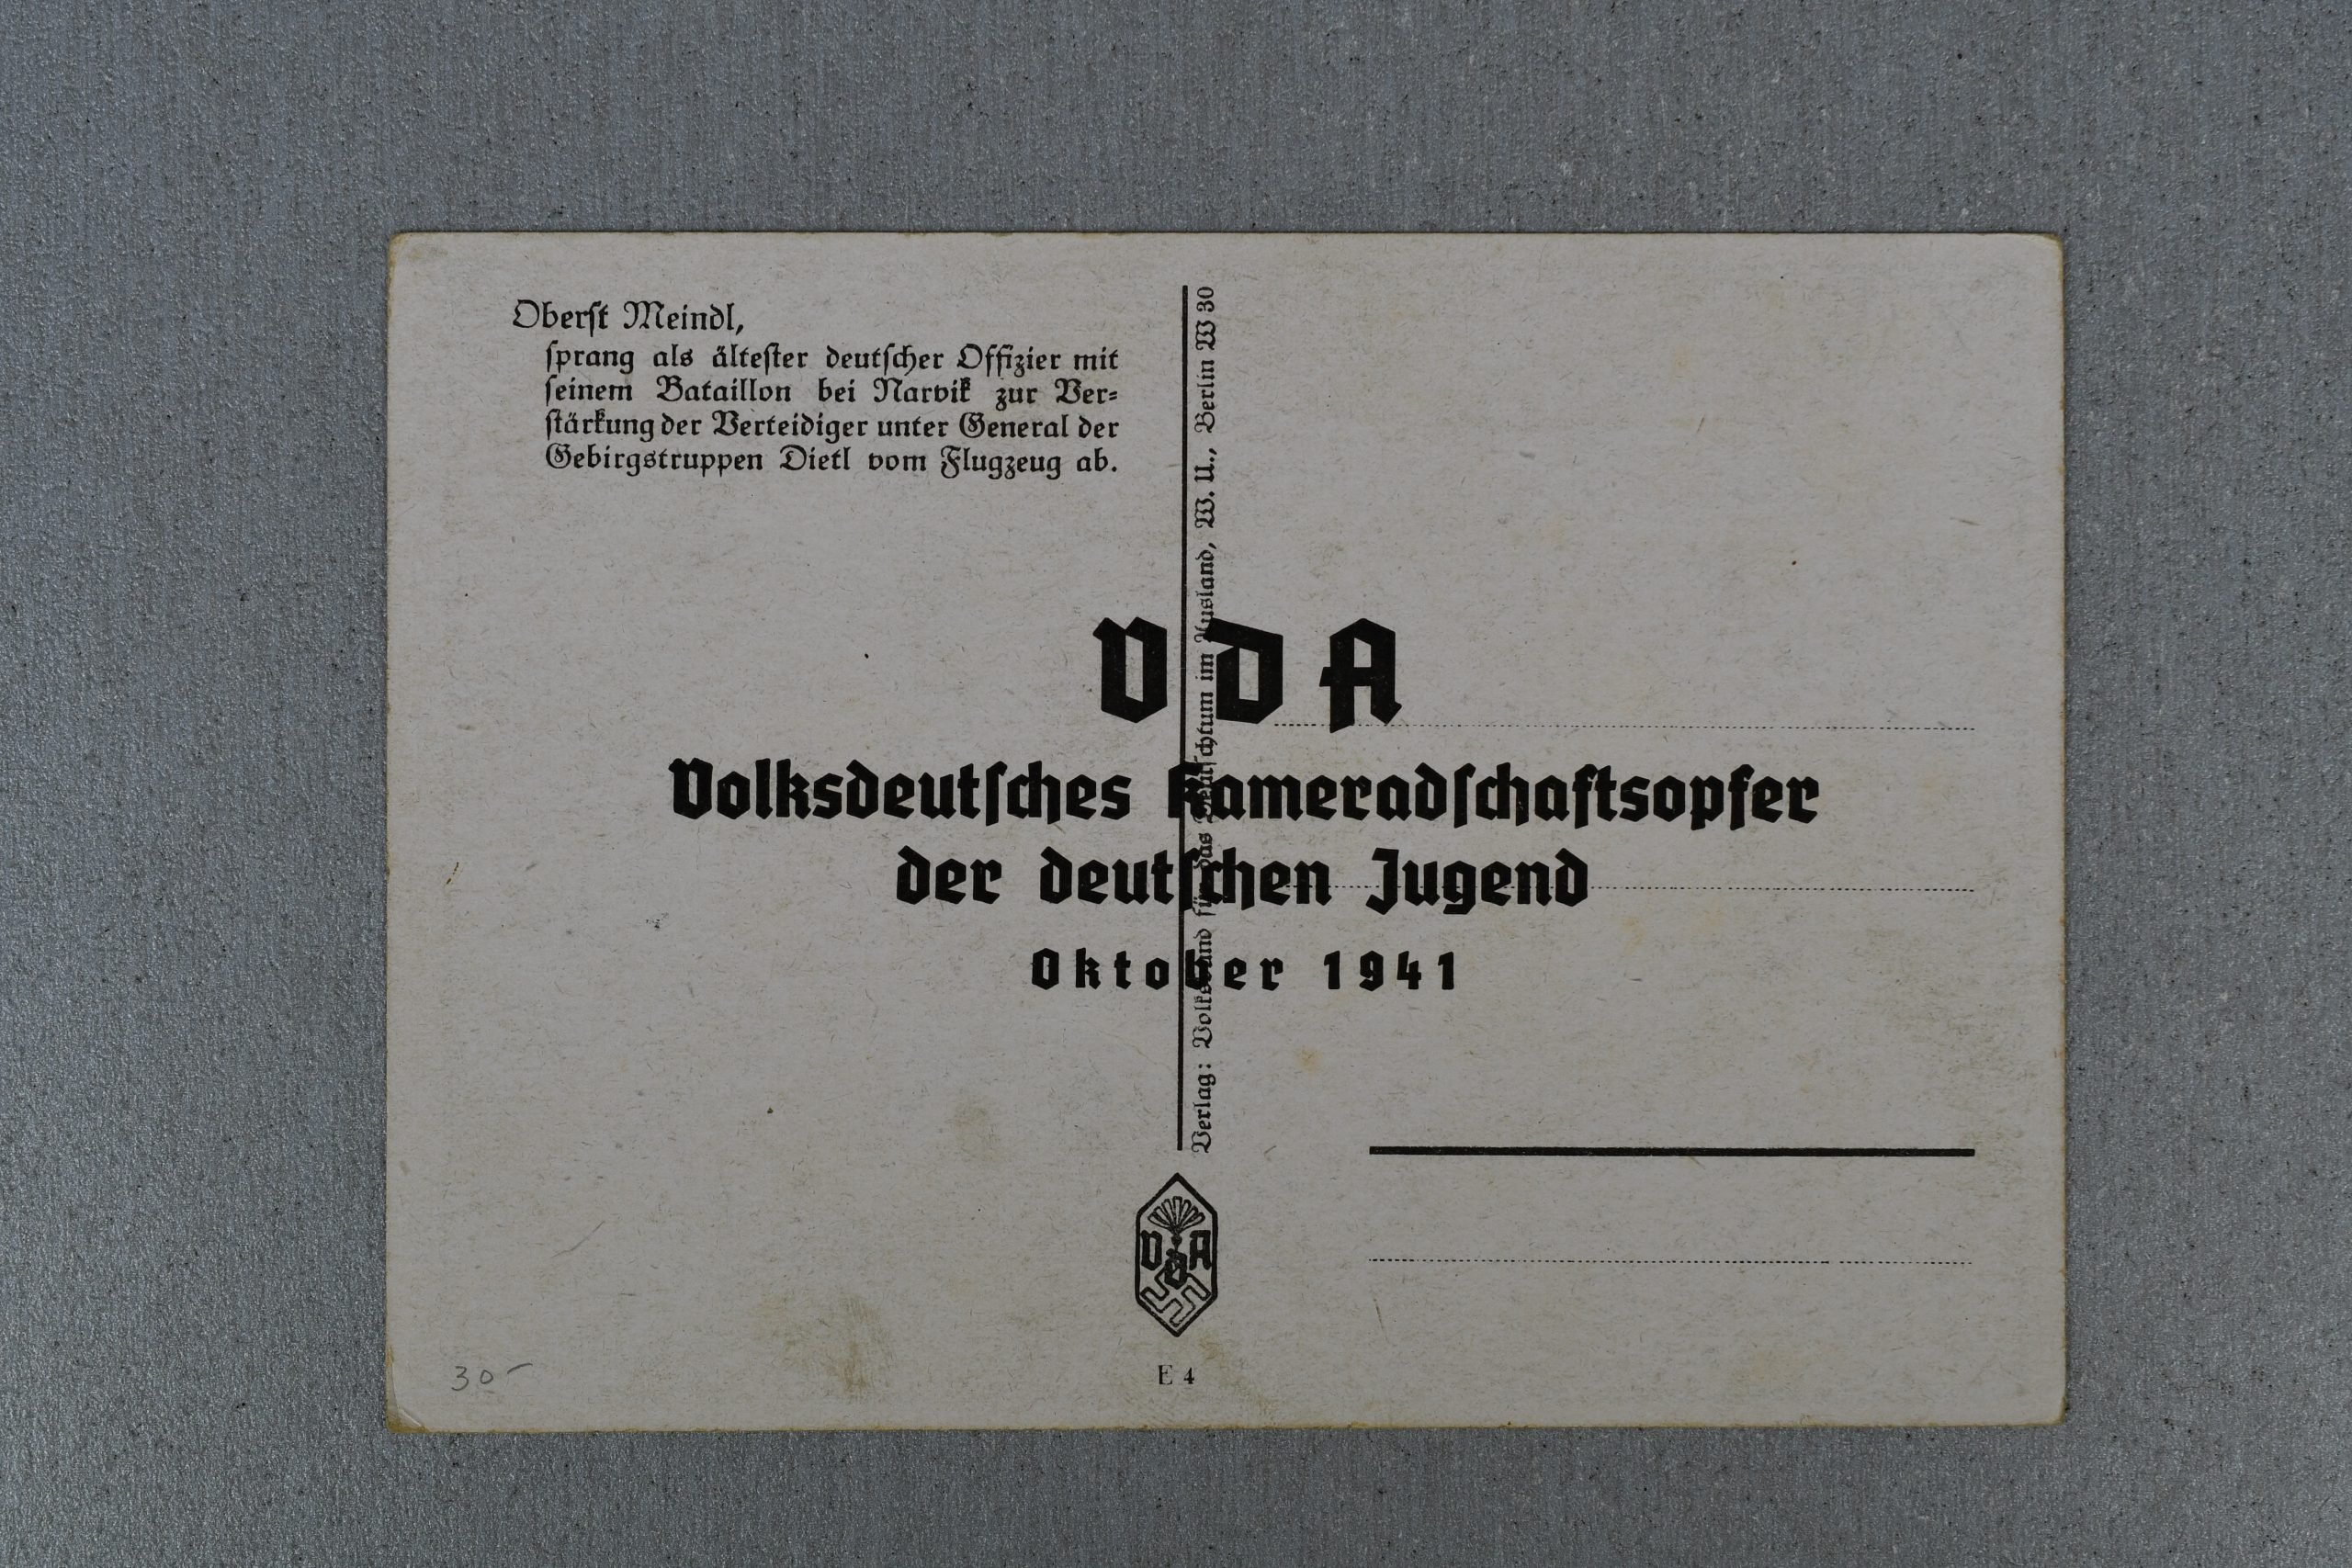 Oberst Meindl,
sprang als ältester deutscher Offizier mit
seinem Bataillon bei Narvik zur Ver-
stärkung der Verteidiger unter General der
Gebirgstruppen Dietl vom Flugzeug ab.
Verlag: Volksbund für das Deutschtum im Ausland, W. U., Berlin W 30
VDA
Volksdeutsches Kameradschaftsopfer
der deutschen Jugend
Oktober 1941
VDA
E 4
30-